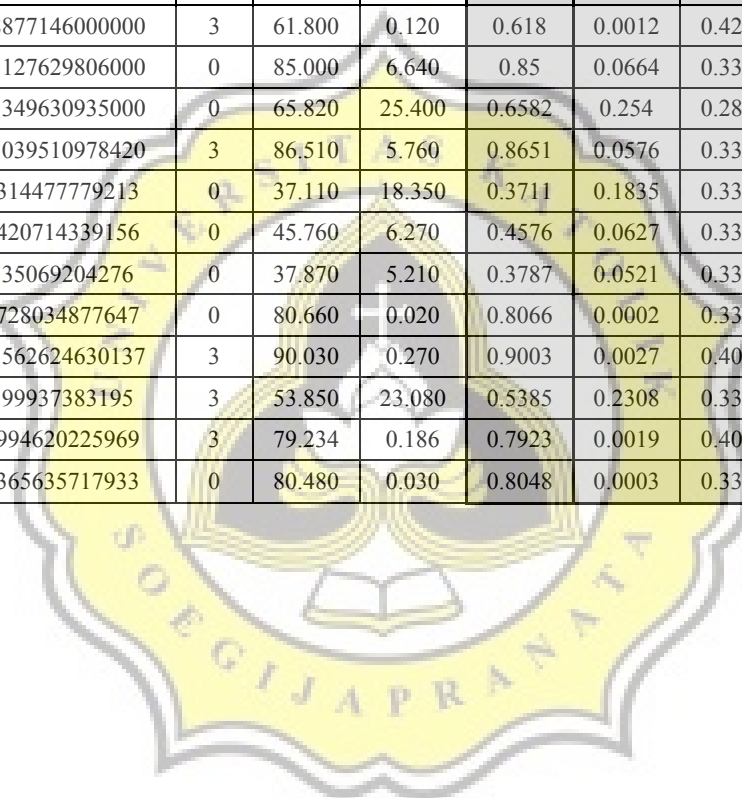 877146000000 3 61.800 0.120 0.618 0.0012 0.42
127629806000 0 85.000 6.640 0.85 0.0664 0.33
349630935000 0 65.820 25.400 0.6582 0.254 0.28
039510978420 3 86.510 5.760 0.8651 0.0576 0.33
314477779213 0 37.110 18.350 0.3711 0.1835 0.33
420714339156 0 45.760 6.270 0.4576 0.0627 0.33
35069204276 0 37.870 5.210 0.3787 0.0521 0.33
728034877647 0 80.660 0.020 0.8066 0.0002 0.33
562624630137 3 90.030 0.270 0.9003 0.0027 0.40
99937383195 3 53.850 23.080 0.5385 0.2308 0.33
994620225969 3 79.234 0.186 0.7923 0.0019 0.40
365635717933 0 80.480 0.030 0.8048 0.0003 0.33
UNIVERSITAS KATOLIK
SOEGIJAPRANATA